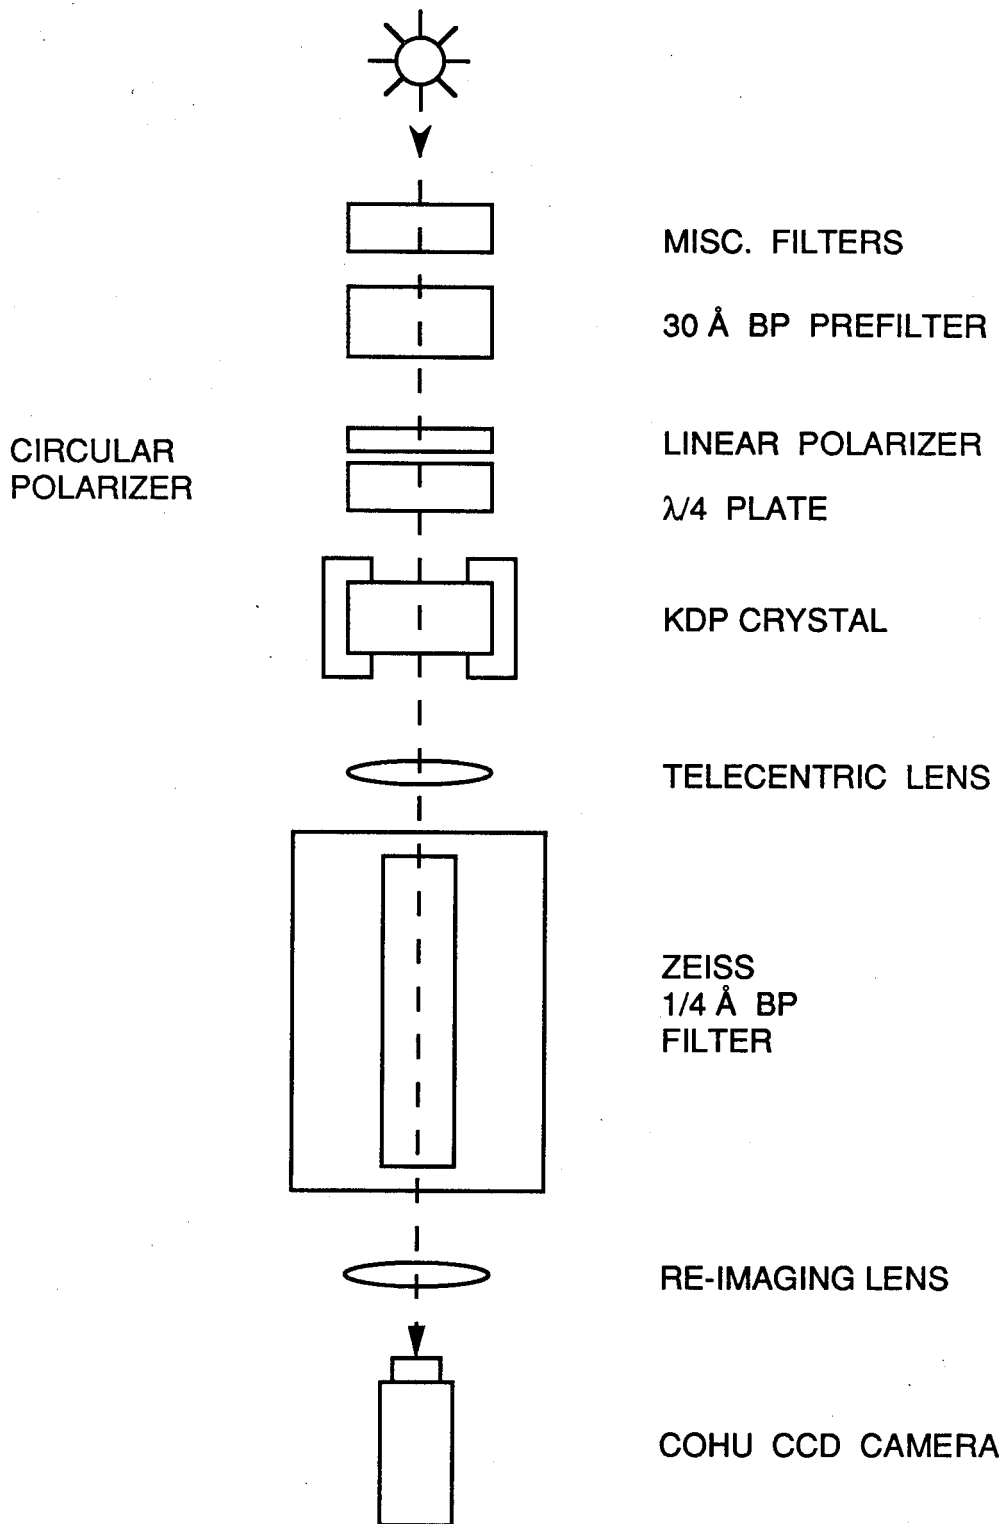 MISC. FILTERS
30 Å BP PREFILTER
CIRCULAR
POLARIZER
LINEAR POLARIZER
λ/4 PLATE
KDP CRYSTAL
TELECENTRIC LENS
ZEISS
1/4 Å BP
FILTER
RE-IMAGING LENS
COHU CCD CAMERA